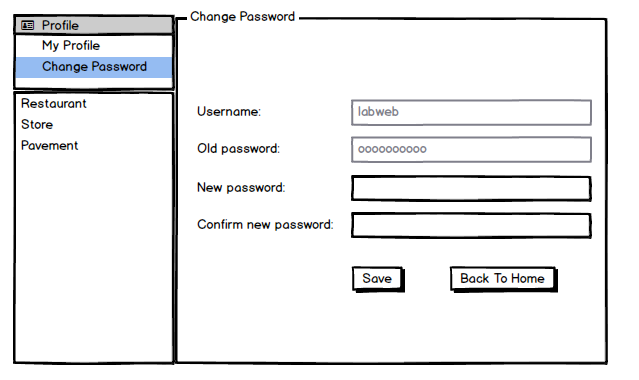 Profile
My Profile
Change Password
Restaurant
Store
Pavement
Change Password
Username:
labweb
Old password:
oooooooooo
New password:
Confirm new password:
Save
Back To Home